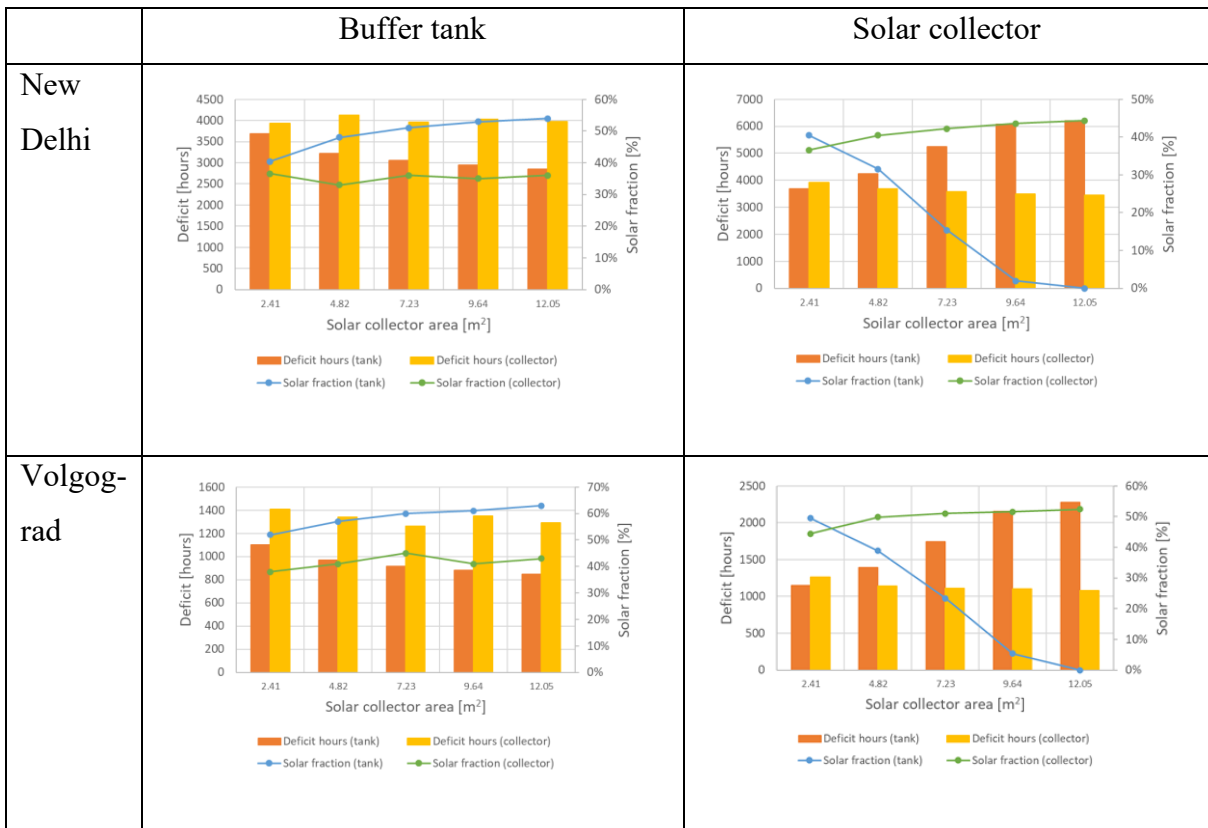 Buffer tank
Solar collector
New
Delhi
4500
4000
3500
3000
2500
2000
1500
1000
500
0
Deficit [hours]
60%
50%
40%
30%
20%
10%
0%
Solar fraction [%]
2.41 4.82 7.23 9.64 12.05
Solar collector area [m²]
Deficit hours (tank) Deficit hours (collector)
Solar fraction (tank) Solar fraction (collector)
7000
6000
5000
4000
3000
2000
1000
0
Deficit [hours]
50%
40%
30%
20%
10%
0%
Solar fraction [%]
2.41 4.82 7.23 9.64 12.05
Soilar collector area [m²]
Deficit hours (tank) Deficit hours (collector)
Solar fraction (tank) Solar fraction (collector)
Volgog-
rad
1600
1400
1200
1000
800
600
400
200
0
Deficit [hours]
70%
60%
50%
40%
30%
20%
10%
0%
Solar fraction [%]
2.41 4.82 7.23 9.64 12.05
Solar collector area [m²]
Deficit hours (tank) Deficit hours (collector)
Solar fraction (tank) Solar fraction (collector)
2500
2000
1500
1000
500
0
Deficit [hours]
60%
50%
40%
30%
20%
10%
0%
Solar fraction [%]
2.41 4.82 7.23 9.64 12.05
Solar collector area [m²]
Deficit hours (tank) Deficit hours (collector)
Solar fraction (tank) Solar fraction (collector)